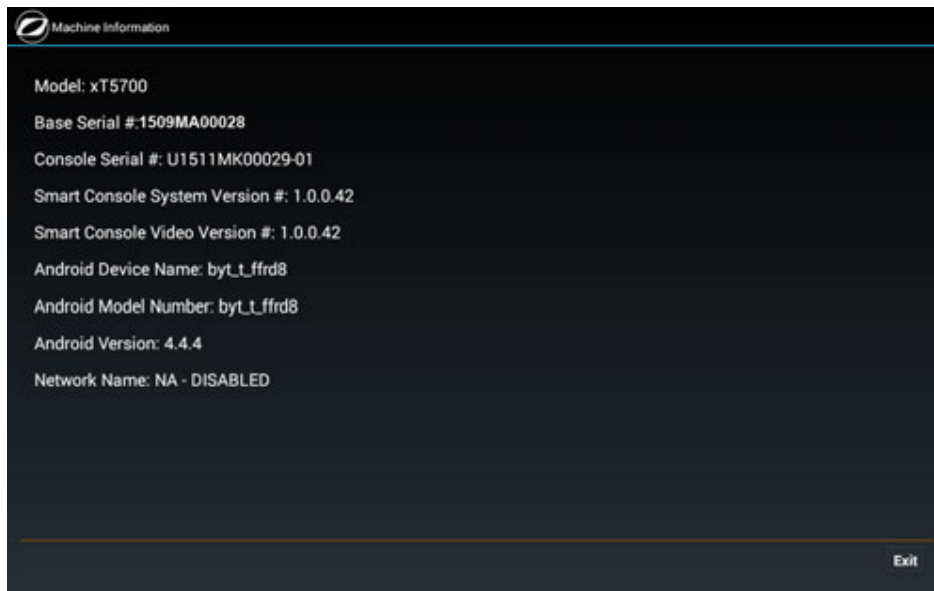 Machine Information
Model: xT5700
Base Serial #:1509MA00028
Console Serial #: U1511MK00029-01
Smart Console System Version #: 1.0.0.42
Smart Console Video Version #: 1.0.0.42
Android Device Name: byt_t_ffrd8
Android Model Number: byt_t_ffrd8
Android Version: 4.4.4
Network Name: NA - DISABLED
Exit